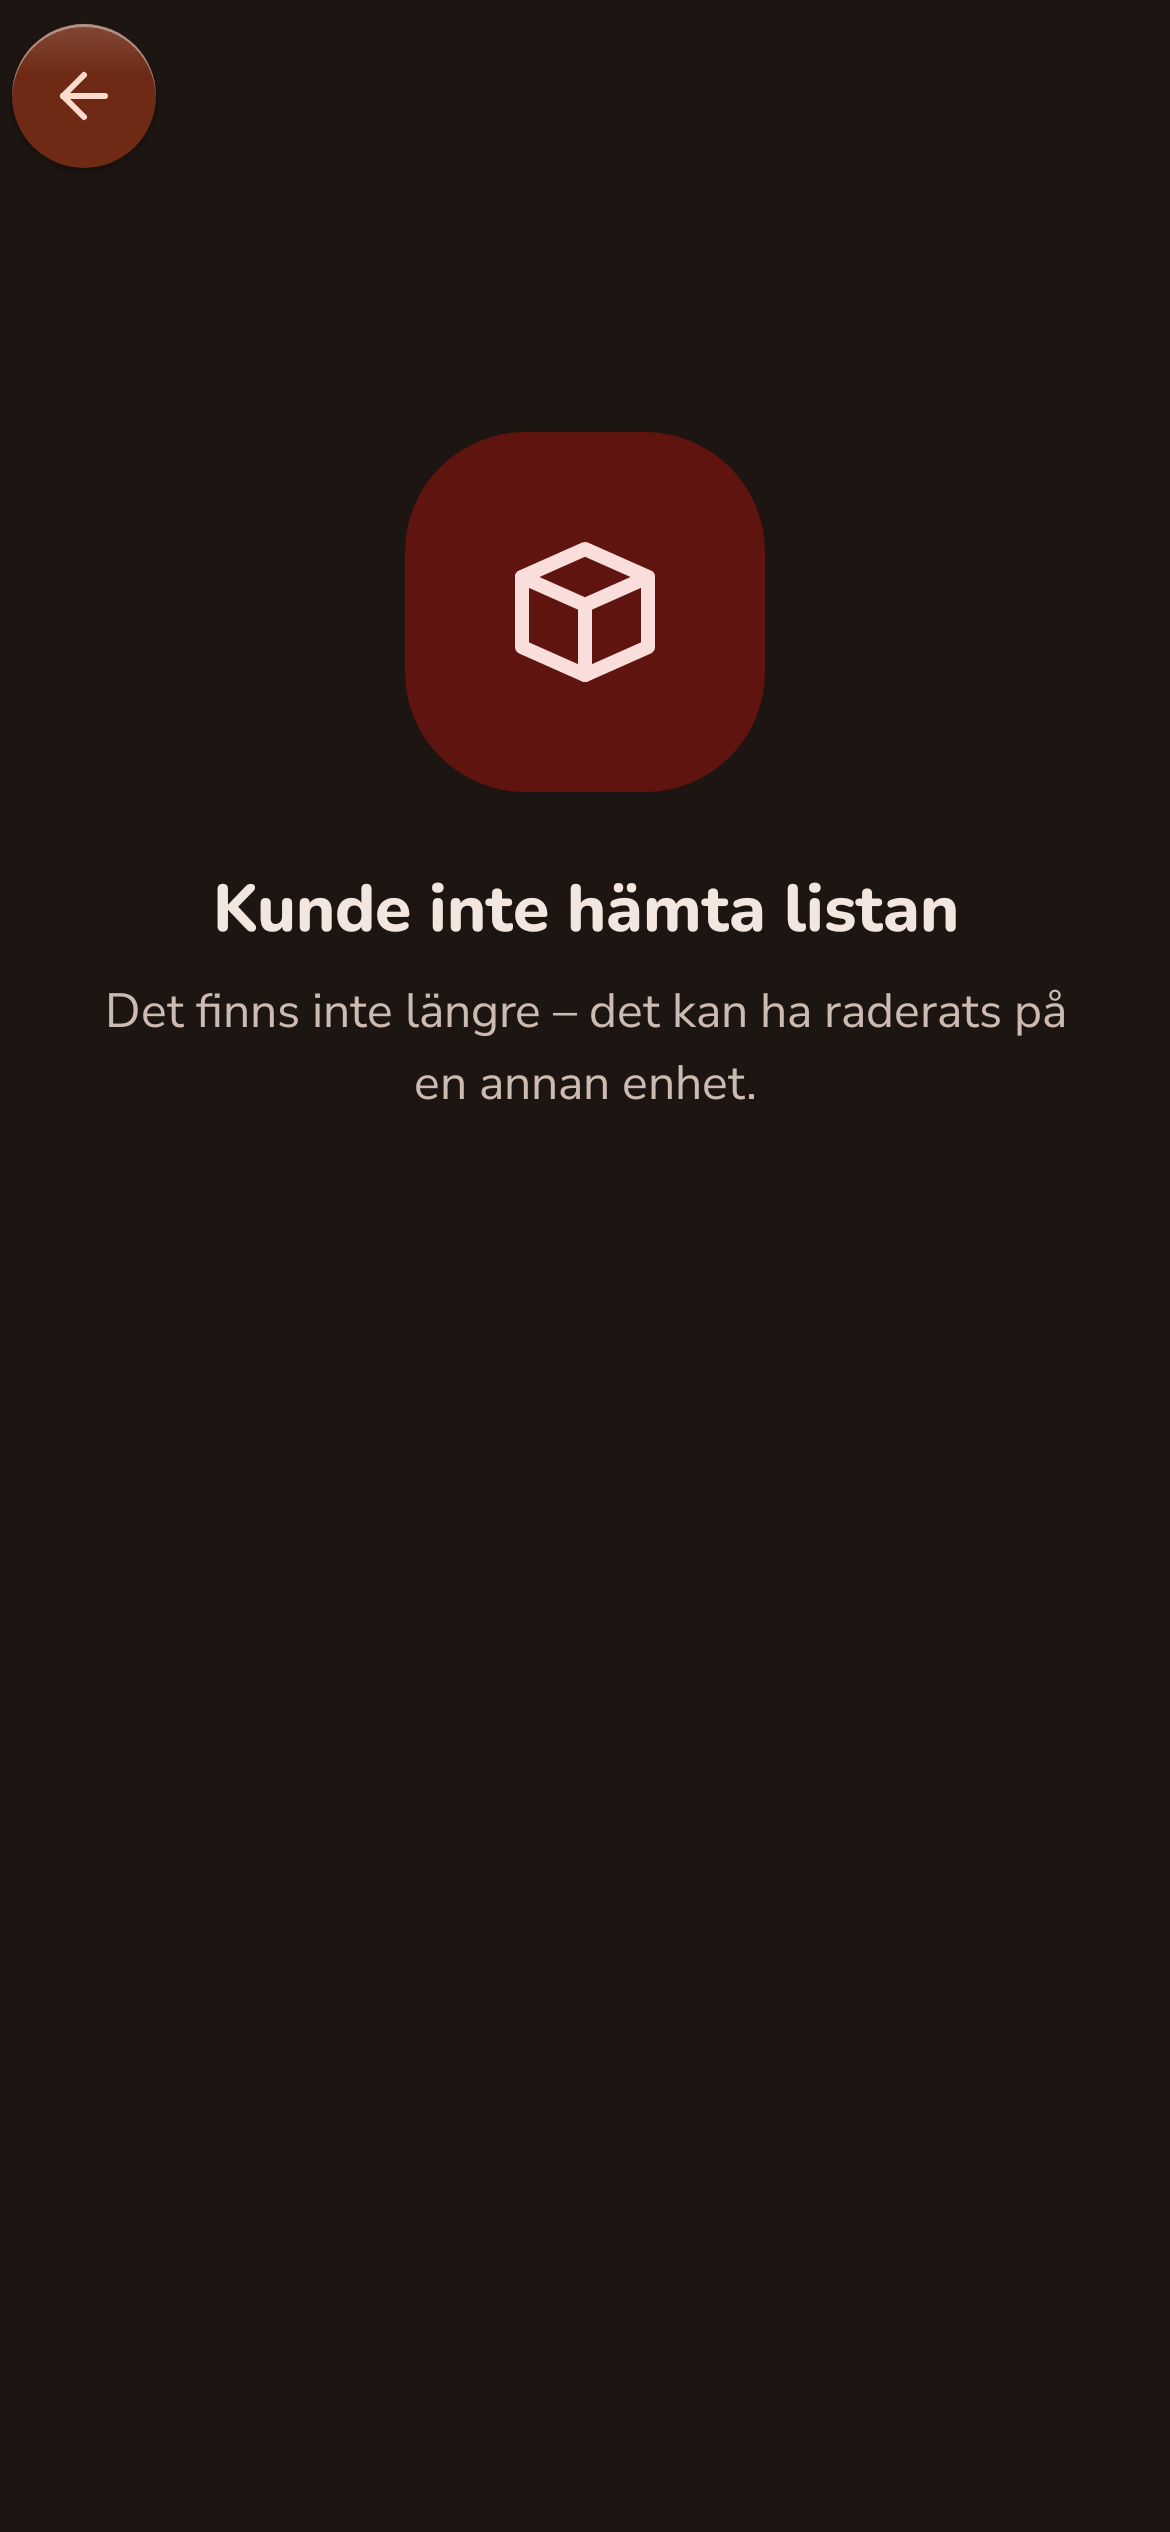 Kunde inte hämta listan
Det finns inte längre – det kan ha raderats på
en annan enhet.